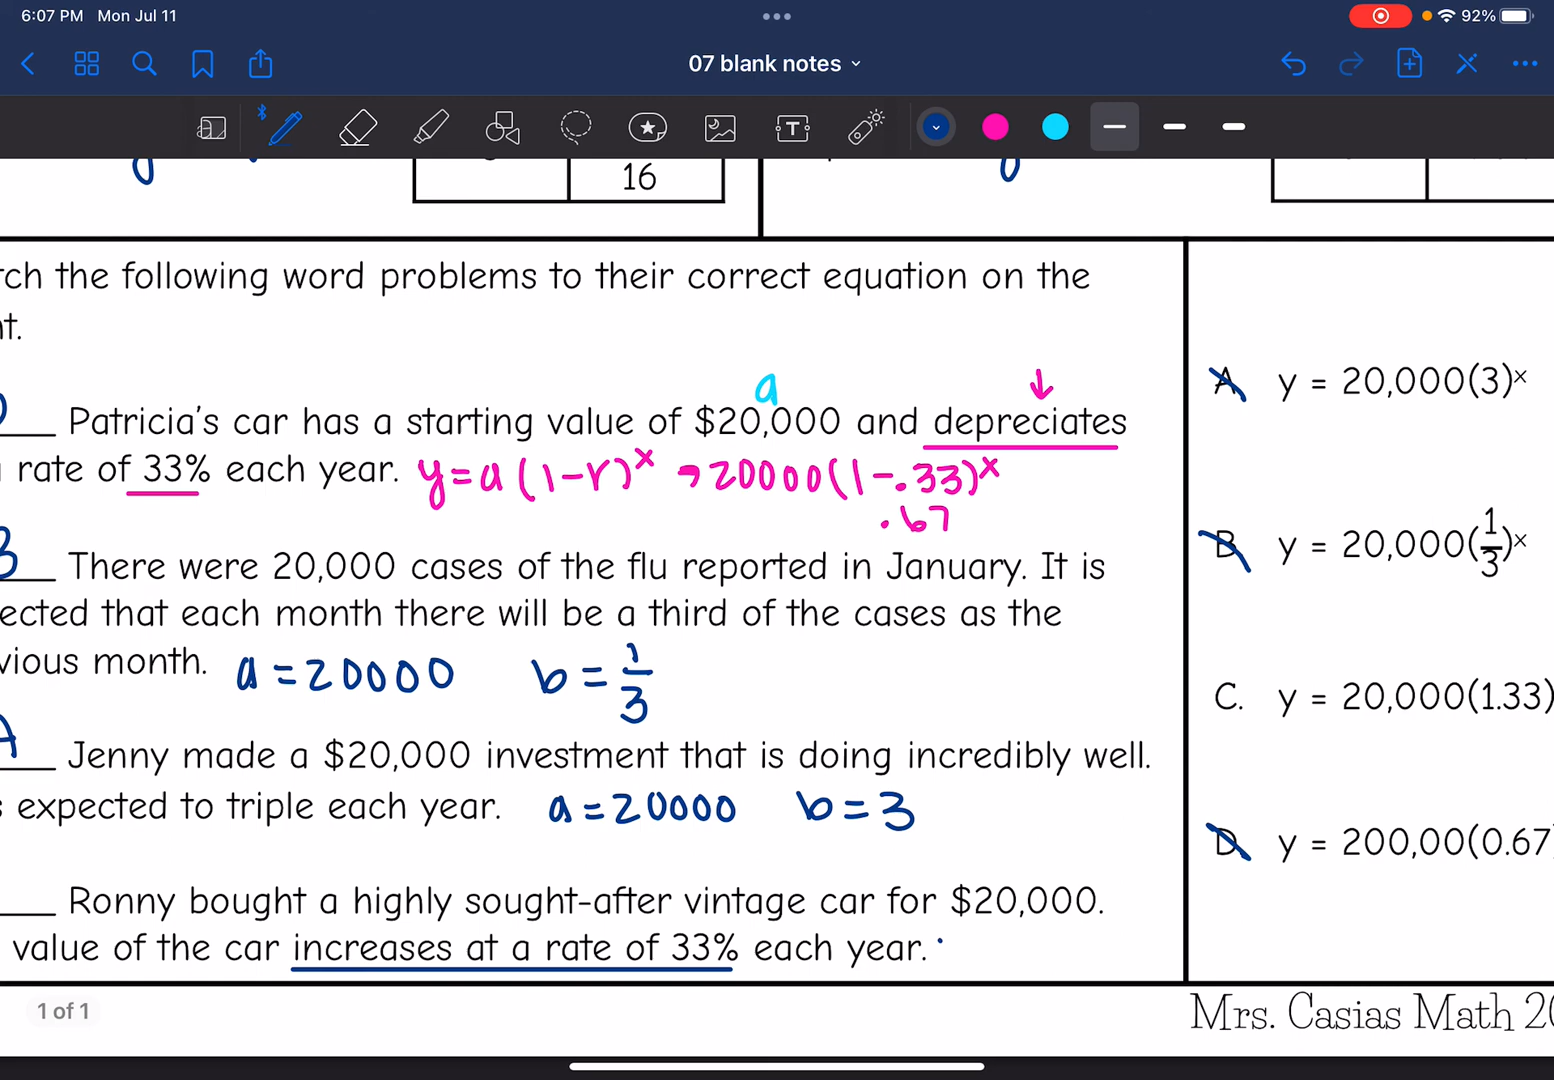 6:07 PM Mon Jul 11
92%
07 blank notes
T
16
tch the following word problems to their correct equation on the
nt.
a
Patricia's car has a starting value of $20,000 and depreciates
rate of 33% each year. y=a(1-r)^x → 20000(1-.33)^x
.67
B There were 20,000 cases of the flu reported in January. It is
ected that each month there will be a third of the cases as the
vious month. a=20000 b=1/3
A Jenny made a $20,000 investment that is doing incredibly well.
expected to triple each year. a=20000 b=3
Ronny bought a highly sought-after vintage car for $20,000.
value of the car increases at a rate of 33% each year.
A y = 20,000(3)ˣ
B y = 20,000(1/3)ˣ
C. y = 20,000(1.33)
D y = 200,00(0.67
1 of 1
Mrs. Casias Math 20